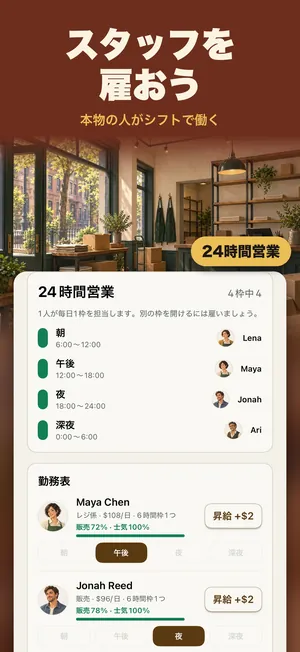 スタッフを
雇おう
本物の人がシフトで働く
24時間営業
24時間営業 4枠中4
1人が毎日1枠を担当します。別の枠を開けるには雇いましょう。
朝
6:00〜12:00
Lena
午後
12:00〜18:00
Maya
夜
18:00〜24:00
Jonah
深夜
0:00〜6:00
Ari
勤務表
Maya Chen
レジ係・$108/日・6時間枠1つ
販売72%・士気100%
昇給 +$2
朝 午後 夜 深夜
Jonah Reed
販売・$96/日・6時間枠1つ
販売78%・士気100%
昇給 +$2
朝 午後 夜 深夜